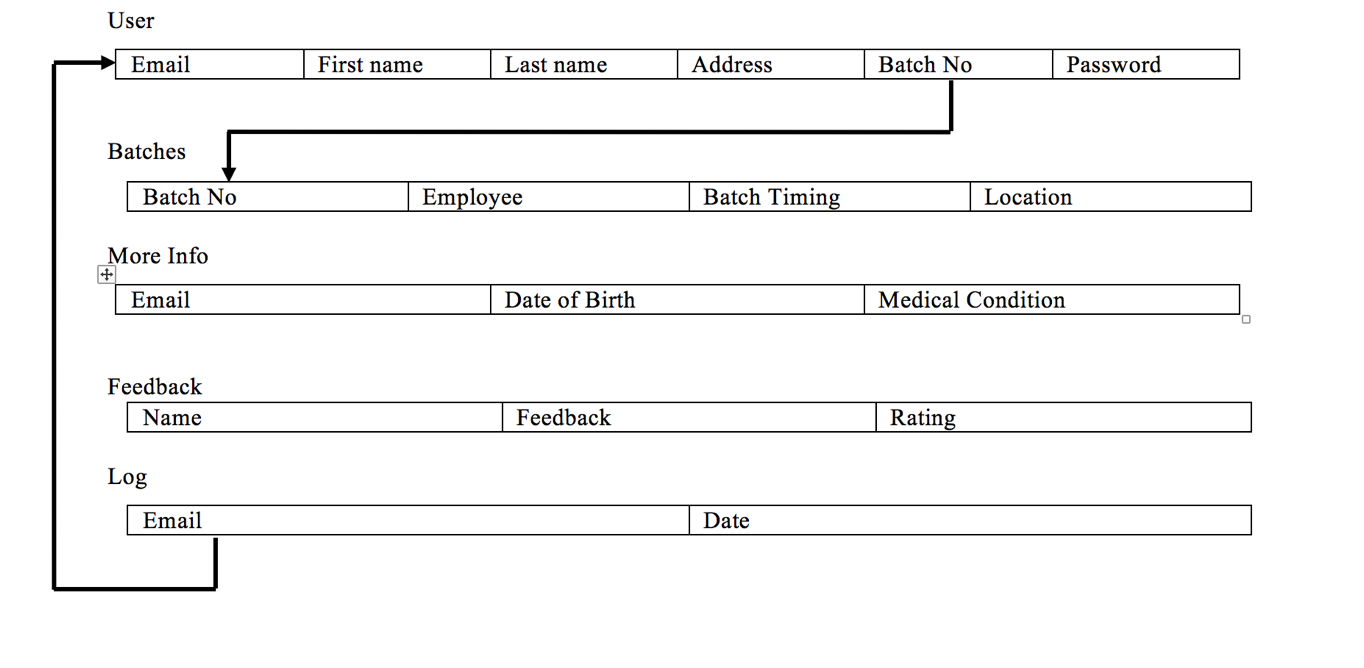 User
Email First name Last name Address Batch No Password
Batches
Batch No Employee Batch Timing Location
More Info
Email Date of Birth Medical Condition
Feedback
Name Feedback Rating
Log
Email Date